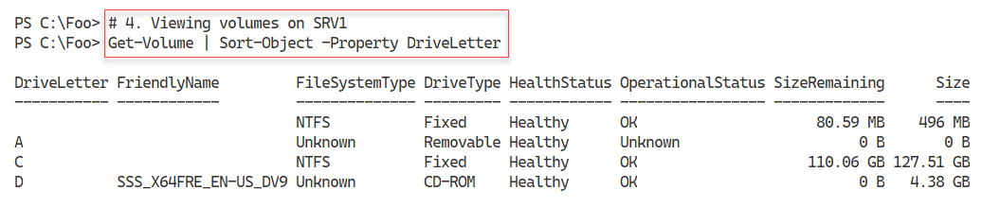 PS C:\Foo> # 4. Viewing volumes on SRV1
PS C:\Foo> Get-Volume | Sort-Object -Property DriveLetter
DriveLetter FriendlyName FileSystemType DriveType HealthStatus OperationalStatus SizeRemaining Size
----------- ------------ -------------- --------- ------------ ----------------- ------------- ----
NTFS Fixed Healthy OK 80.59 MB 496 MB
A Unknown Removable Healthy Unknown 0 B 0 B
C NTFS Fixed Healthy OK 110.06 GB 127.51 GB
D SSS_X64FRE_EN-US_DV9 Unknown CD-ROM Healthy OK 0 B 4.38 GB